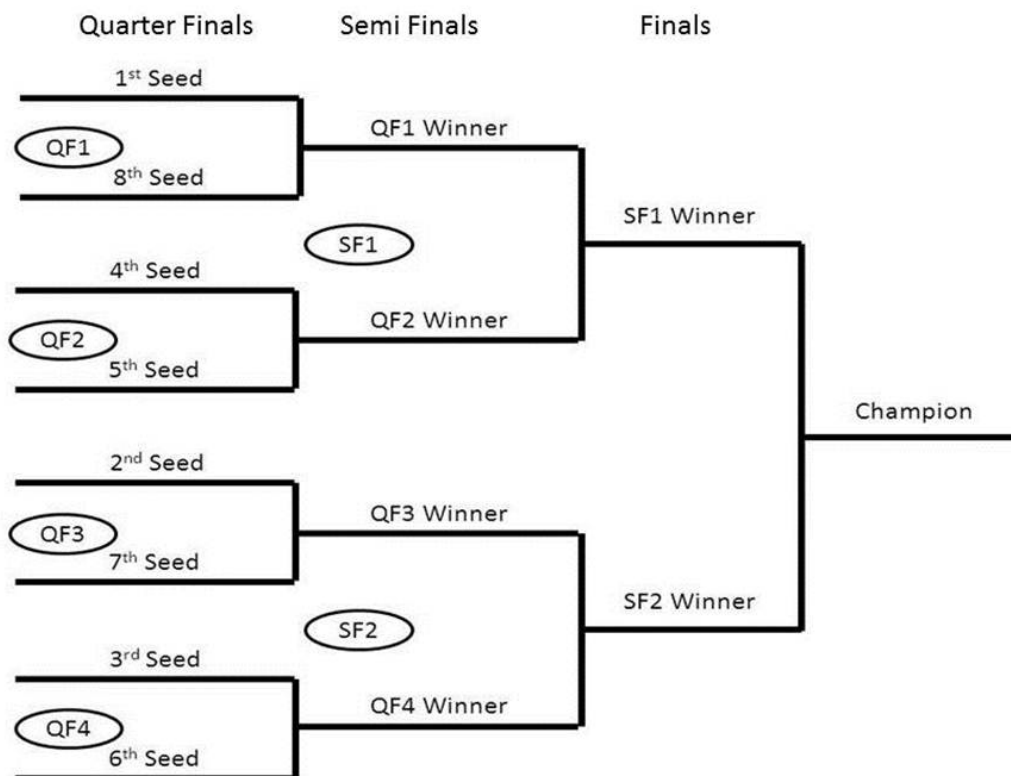 Quarter Finals Semi Finals Finals
1st Seed
QF1 Winner
QF1
8th Seed
SF1 Winner
SF1
4th Seed
QF2 Winner
QF2
5th Seed
Champion
2nd Seed
QF3 Winner
QF3
7th Seed
SF2 Winner
SF2
3rd Seed
QF4 Winner
QF4
6th Seed